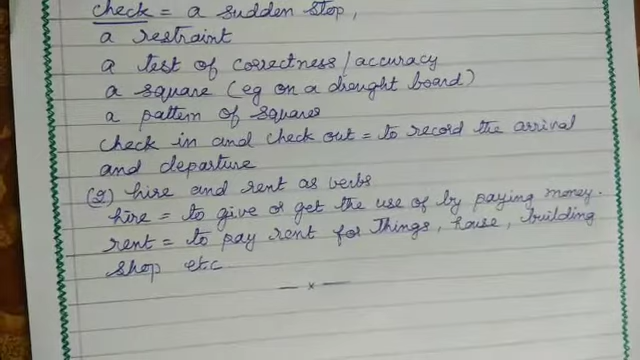 check = a sudden stop,
a restraint
a test of correctness/accuracy
a square (eg on a draught board)
a pattern of squares
check in and check out = to record the arrival
and departure
(2) hire and rent as verbs
hire = to give or get the use of by paying money.
rent = to pay rent for things, house, building
shop etc